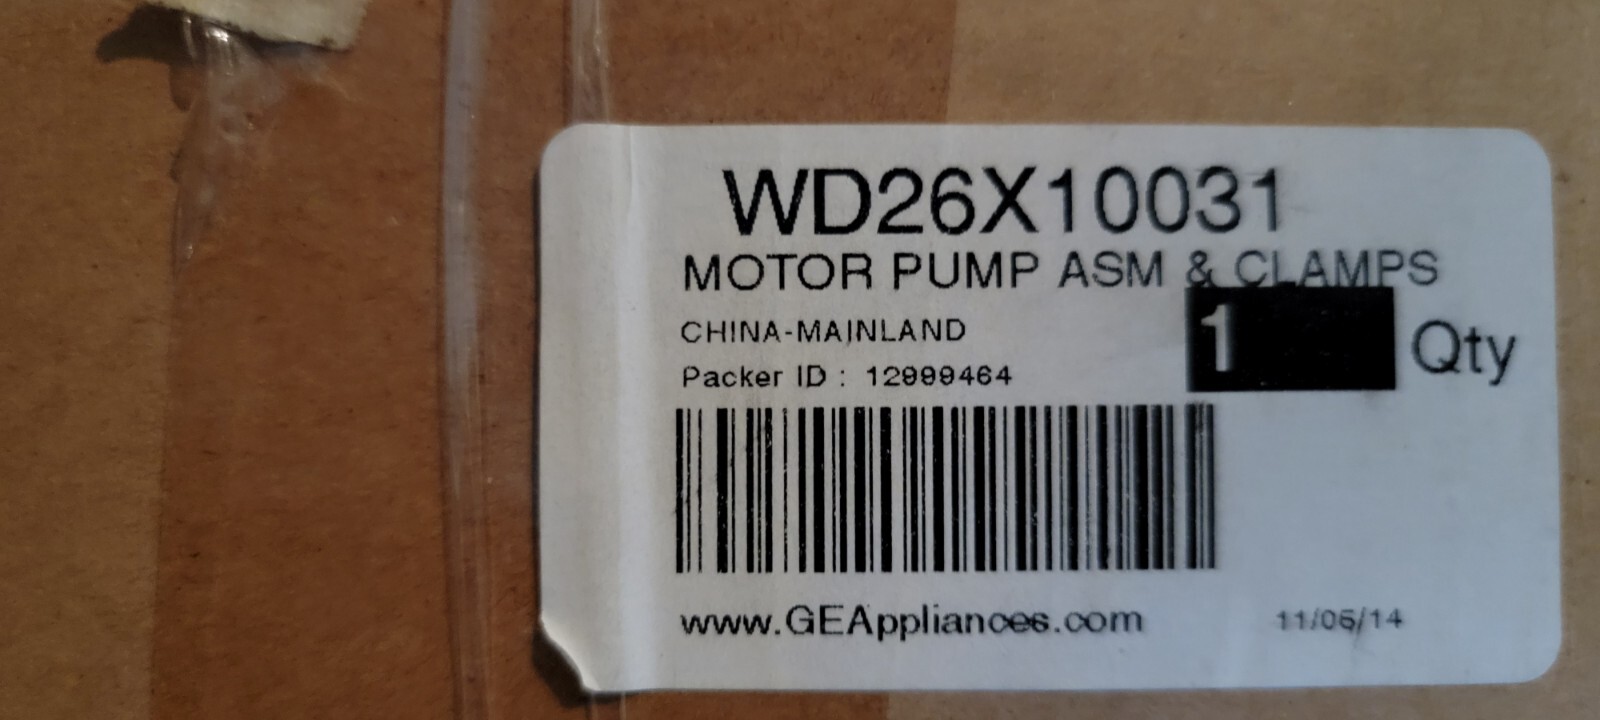 WD26X10031
MOTOR PUMP ASM & CLAMPS
CHINA-MAINLAND
1 Qty
Packer ID : 12999464
www.GEAppliances.com
11/06/14